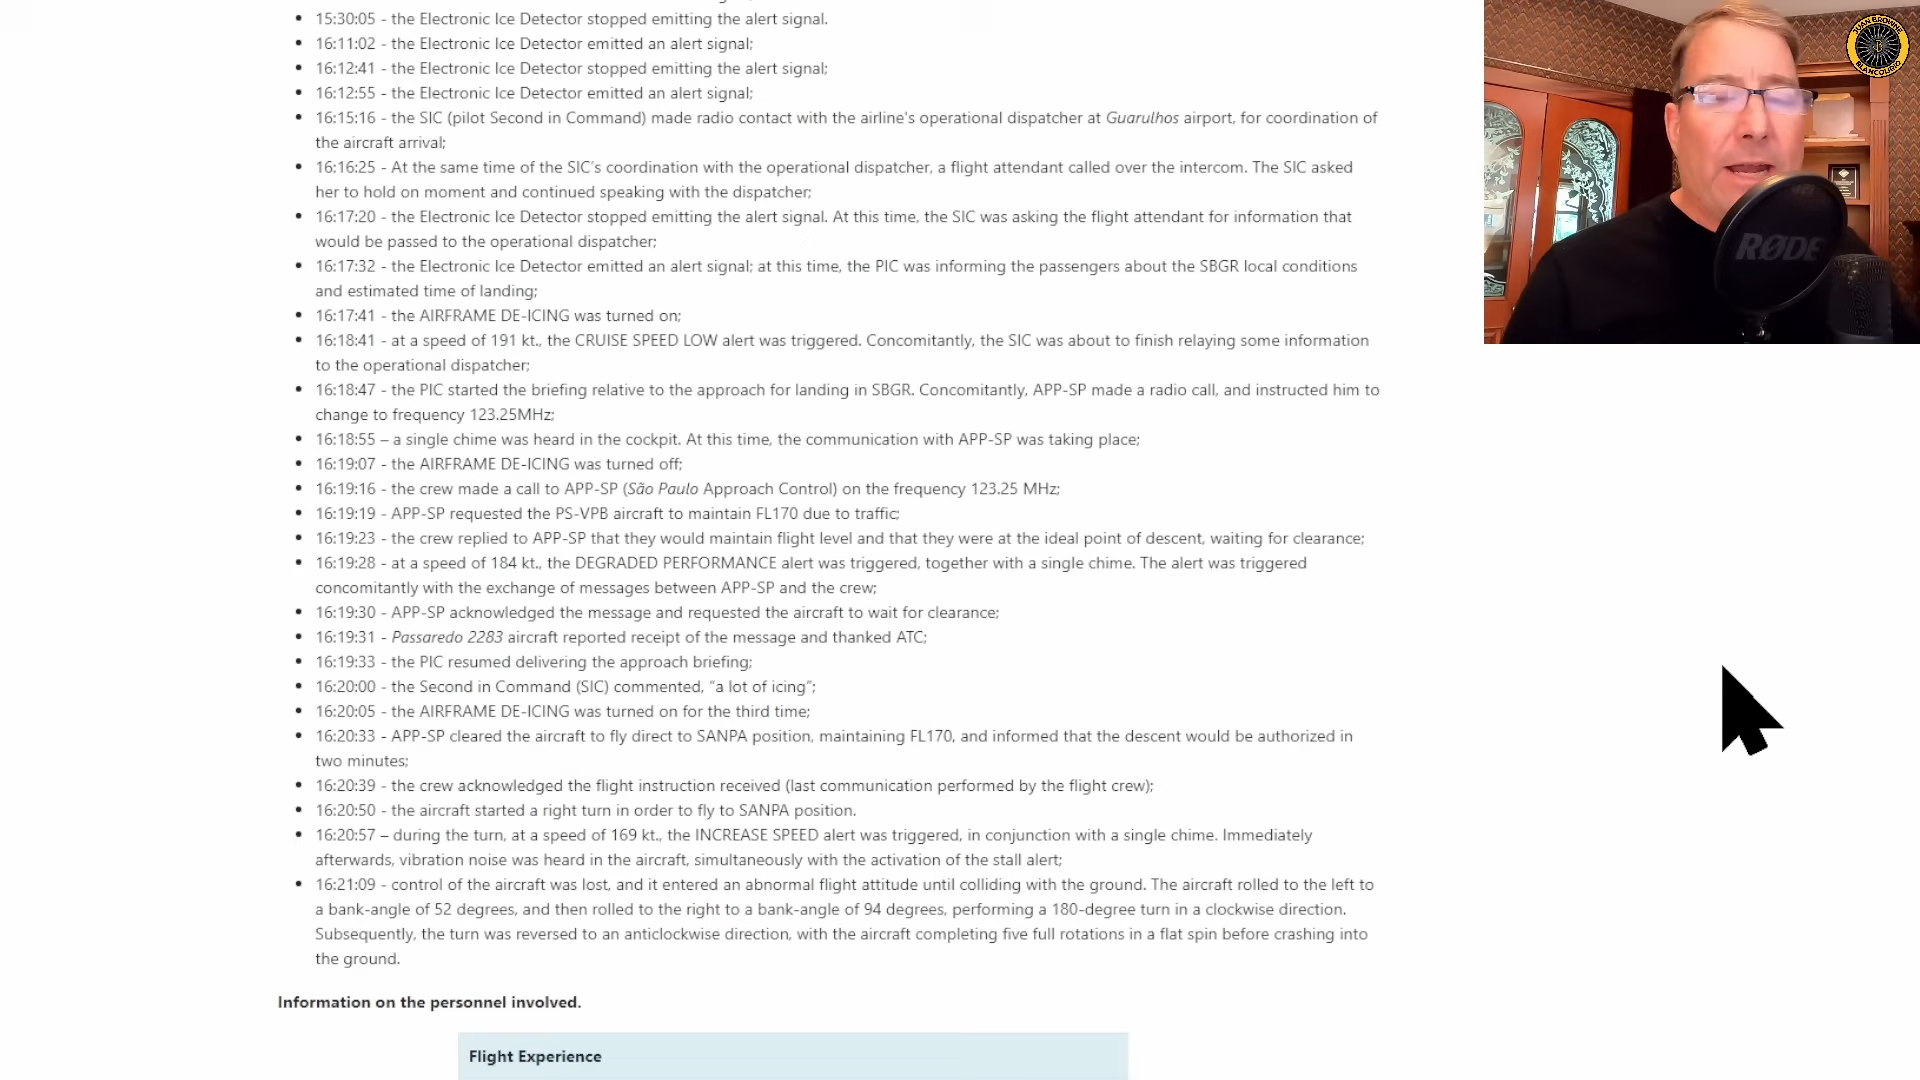 15:30:05 - the Electronic Ice Detector stopped emitting the alert signal.
16:11:02 - the Electronic Ice Detector emitted an alert signal;
16:12:41 - the Electronic Ice Detector stopped emitting the alert signal;
16:12:55 - the Electronic Ice Detector emitted an alert signal;
16:15:16 - the SIC (pilot Second in Command) made radio contact with the airline's operational dispatcher at Guarulhos airport, for coordination of
the aircraft arrival;
16:16:25 - At the same time of the SIC's coordination with the operational dispatcher, a flight attendant called over the intercom. The SIC asked
her to hold on moment and continued speaking with the dispatcher;
16:17:20 - the Electronic Ice Detector stopped emitting the alert signal. At this time, the SIC was asking the flight attendant for information that
would be passed to the operational dispatcher;
16:17:32 - the Electronic Ice Detector emitted an alert signal; at this time, the PIC was informing the passengers about the SBGR local conditions
and estimated time of landing;
16:17:41 - the AIRFRAME DE-ICING was turned on;
16:18:41 - at a speed of 191 kt., the CRUISE SPEED LOW alert was triggered. Concomitantly, the SIC was about to finish relaying some information
to the operational dispatcher;
16:18:47 - the PIC started the briefing relative to the approach for landing in SBGR. Concomitantly, APP-SP made a radio call, and instructed him to
change to frequency 123.25MHz;
16:18:55 – a single chime was heard in the cockpit. At this time, the communication with APP-SP was taking place;
16:19:07 - the AIRFRAME DE-ICING was turned off;
16:19:16 - the crew made a call to APP-SP (São Paulo Approach Control) on the frequency 123.25 MHz;
16:19:19 - APP-SP requested the PS-VPB aircraft to maintain FL170 due to traffic;
16:19:23 - the crew replied to APP-SP that they would maintain flight level and that they were at the ideal point of descent, waiting for clearance;
16:19:28 - at a speed of 184 kt., the DEGRADED PERFORMANCE alert was triggered, together with a single chime. The alert was triggered
concomitantly with the exchange of messages between APP-SP and the crew;
16:19:30 - APP-SP acknowledged the message and requested the aircraft to wait for clearance;
16:19:31 - Passaredo 2283 aircraft reported receipt of the message and thanked ATC;
16:19:33 - the PIC resumed delivering the approach briefing;
16:20:00 - the Second in Command (SIC) commented, “a lot of icing”;
16:20:05 - the AIRFRAME DE-ICING was turned on for the third time;
16:20:33 - APP-SP cleared the aircraft to fly direct to SANPA position, maintaining FL170, and informed that the descent would be authorized in
two minutes;
16:20:39 - the crew acknowledged the flight instruction received (last communication performed by the flight crew);
16:20:50 - the aircraft started a right turn in order to fly to SANPA position.
16:20:57 – during the turn, at a speed of 169 kt., the INCREASE SPEED alert was triggered, in conjunction with a single chime. Immediately
afterwards, vibration noise was heard in the aircraft, simultaneously with the activation of the stall alert;
16:21:09 - control of the aircraft was lost, and it entered an abnormal flight attitude until colliding with the ground. The aircraft rolled to the left to
a bank-angle of 52 degrees, and then rolled to the right to a bank-angle of 94 degrees, performing a 180-degree turn in a clockwise direction.
Subsequently, the turn was reversed to an anticlockwise direction, with the aircraft completing five full rotations in a flat spin before crashing into
the ground.
Information on the personnel involved.
Flight Experience
JUAN BROWNE
BLANCOLIRIO
RØDE